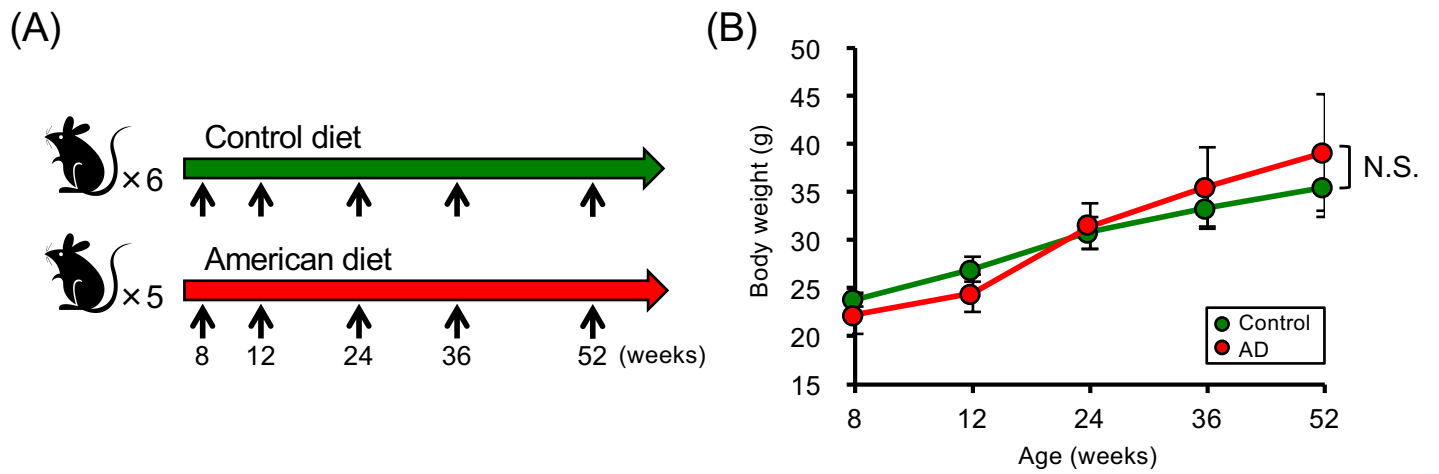 (A)
Control diet
×6
American diet
×5
8 12 24 36 52 (weeks)
(B)
50
45
40
35
30
25
20
15
Body weight (g)
N.S.
Control
AD
8 12 24 36 52
Age (weeks)